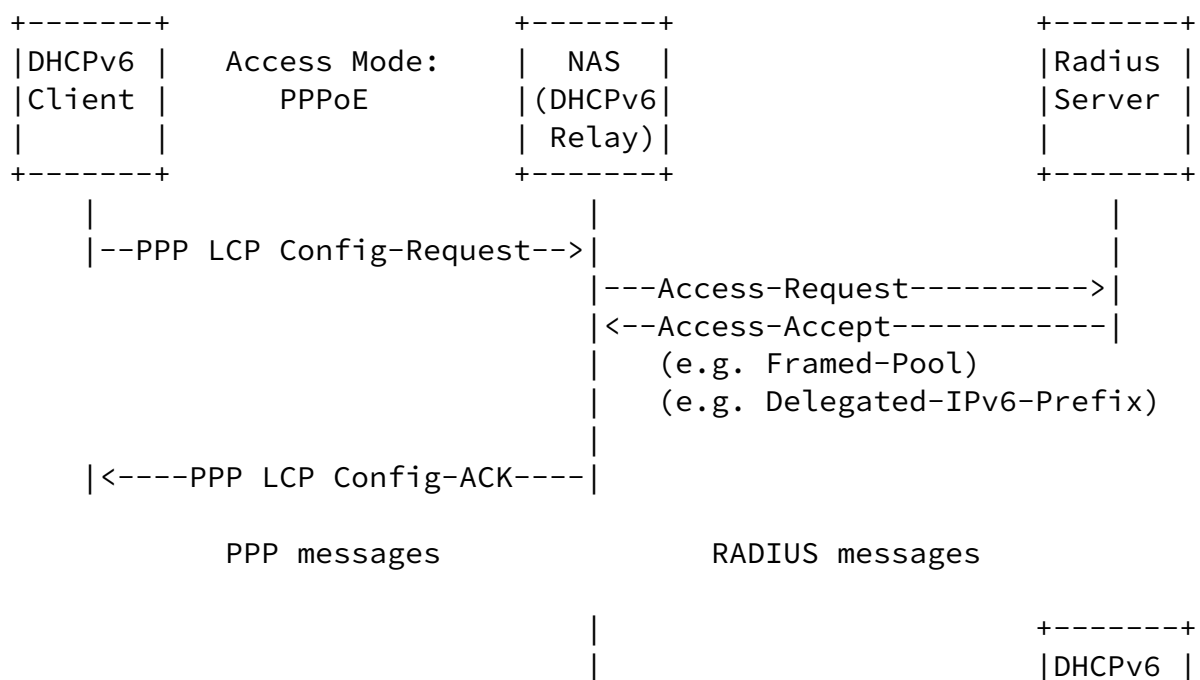 +-------+                +-------+                +-------+
|DHCPv6 |   Access Mode:    |  NAS  |                |Radius |
|Client |      PPPoE        |(DHCPv6|                |Server |
|       |                   | Relay)|                |       |
+-------+                +-------+                +-------+
|                         |                         |
|--PPP LCP Config-Request-->|                         |
|---Access-Request---------->|
|<--Access-Accept------------|
|   (e.g. Framed-Pool)
|   (e.g. Delegated-IPv6-Prefix)
|
|<----PPP LCP Config-ACK----|
PPP messages             RADIUS messages
|                      +-------+
|                      |DHCPv6 |